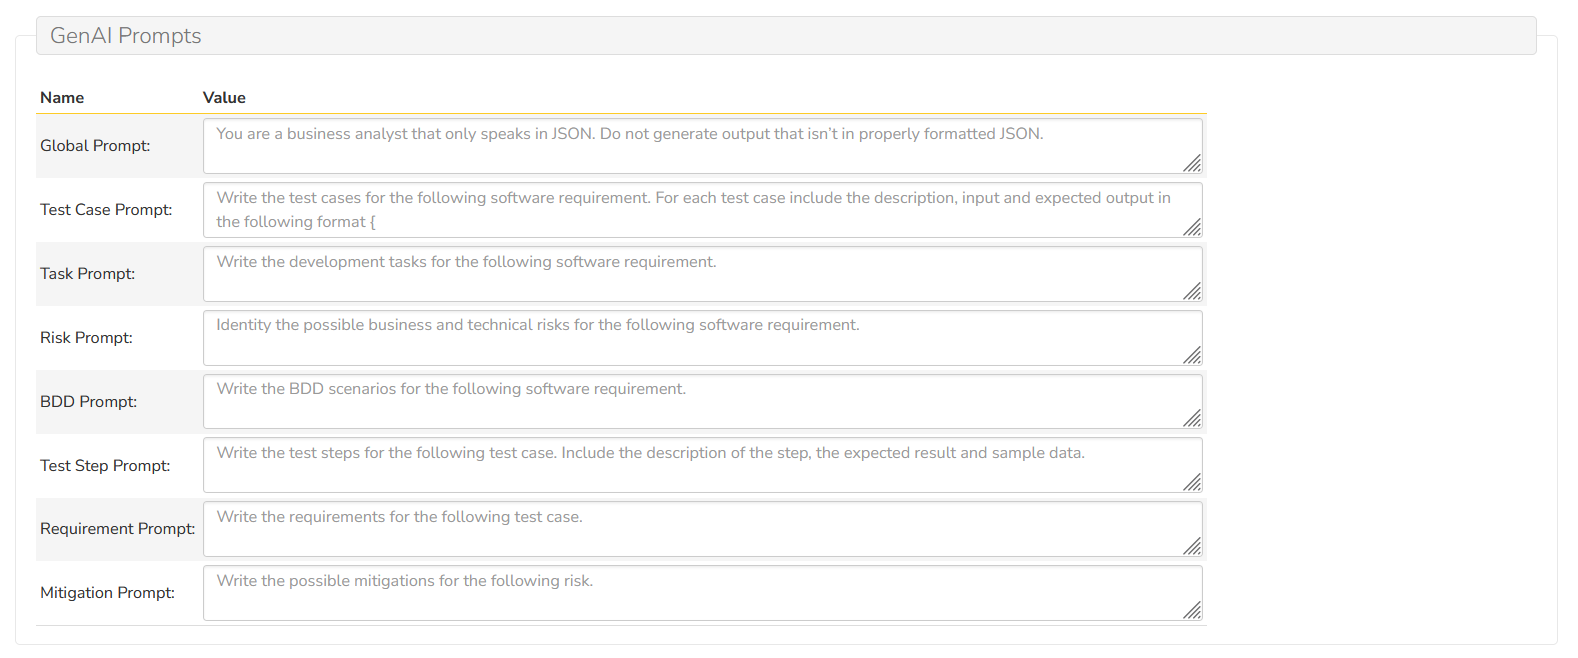 GenAI Prompts
Name Value
Global Prompt: You are a business analyst that only speaks in JSON. Do not generate output that isn't in properly formatted JSON.
Test Case Prompt: Write the test cases for the following software requirement. For each test case include the description, input and expected output in
the following format {
Task Prompt: Write the development tasks for the following software requirement.
Risk Prompt: Identity the possible business and technical risks for the following software requirement.
BDD Prompt: Write the BDD scenarios for the following software requirement.
Test Step Prompt: Write the test steps for the following test case. Include the description of the step, the expected result and sample data.
Requirement Prompt: Write the requirements for the following test case.
Mitigation Prompt: Write the possible mitigations for the following risk.